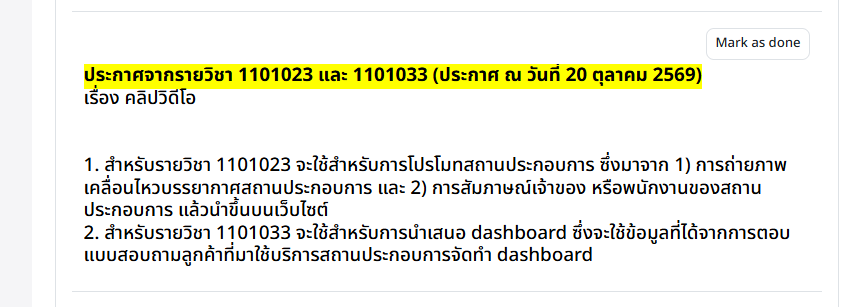 Mark as done
ประกาศจากรายวิชา 1101023 และ 1101033 (ประกาศ ณ วันที่ 20 ตุลาคม 2569)
เรื่อง คลิปวิดีโอ
1. สำหรับรายวิชา 1101023 จะใช้สำหรับการโปรโมทสถานประกอบการ ซึ่งมาจาก 1) การถ่ายภาพ
เคลื่อนไหวบรรยากาศสถานประกอบการ และ 2) การสัมภาษณ์เจ้าของ หรือพนักงานของสถาน
ประกอบการ แล้วนำขึ้นบนเว็บไซต์
2. สำหรับรายวิชา 1101033 จะใช้สำหรับการนำเสนอ dashboard ซึ่งจะใช้ข้อมูลที่ได้จากการตอบ
แบบสอบถามลูกค้าที่มาใช้บริการสถานประกอบการจัดทำ dashboard